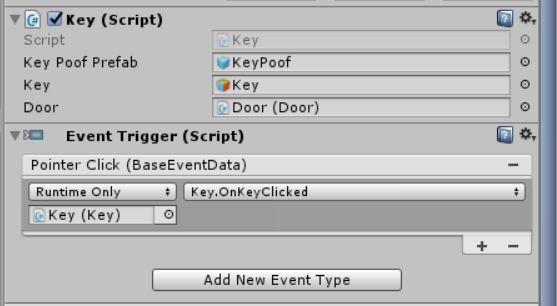 Key (Script)
Script Key
Key Poof Prefab KeyPoof
Key Key
Door Door (Door)
Event Trigger (Script)
Pointer Click (BaseEventData)
Runtime Only Key.OnKeyClicked
Key (Key)
Add New Event Type